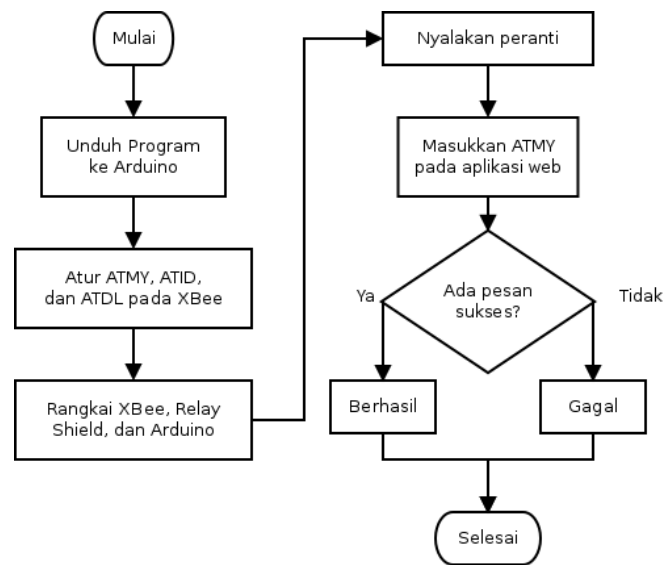 Mulai
Unduh Program
ke Arduino
Atur ATMY, ATID,
dan ATDL pada XBee
Rangkai XBee, Relay
Shield, dan Arduino
Nyalakan peranti
Masukkan ATMY
pada aplikasi web
Ada pesan
sukses?
Ya
Tidak
Berhasil
Gagal
Selesai